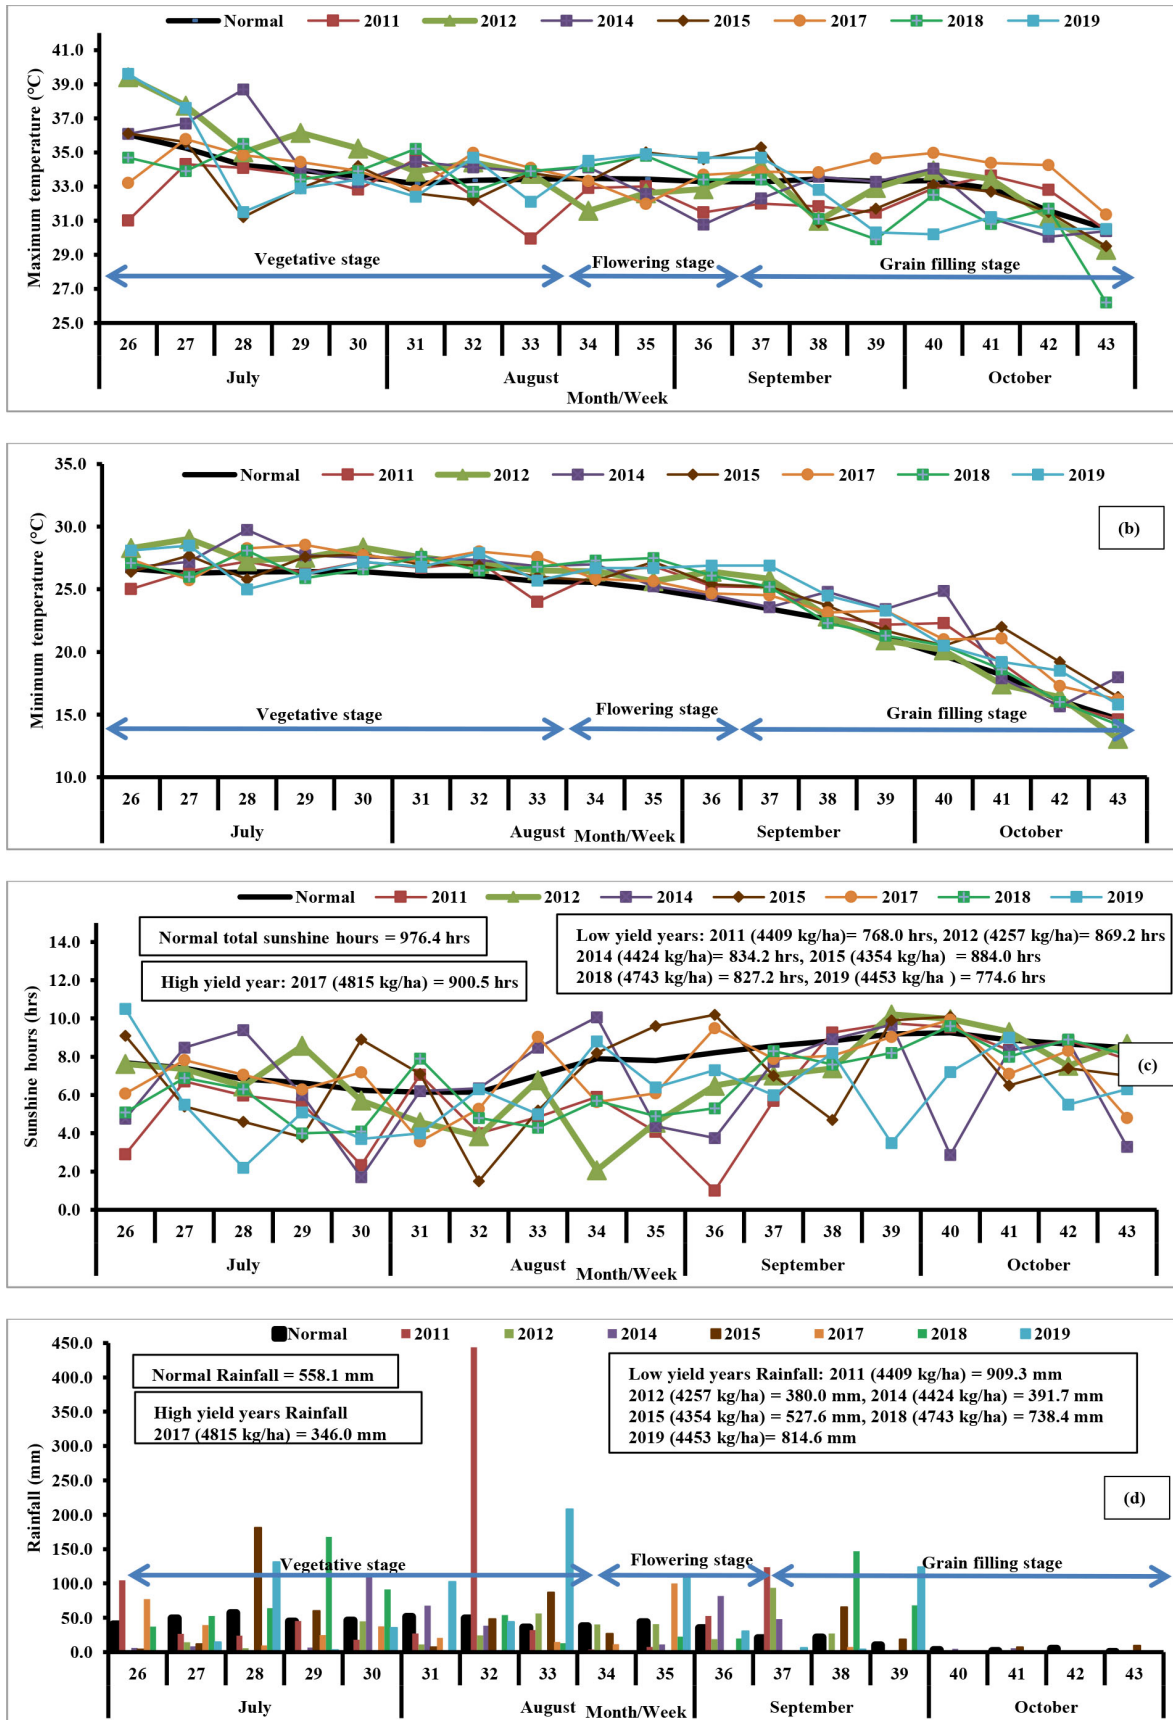 Normal 2011 2012 2014 2015 2017 2018 2019
41.0
39.0
37.0
35.0
33.0
31.0
29.0
27.0
25.0
Maximum temperature (°C)
Vegetative stage
Flowering stage
Grain filling stage
26 27 28 29 30 31 32 33 34 35 36 37 38 39 40 41 42 43
July August September October
Month/Week
35.0
30.0
25.0
20.0
15.0
10.0
Minimum temperature (°C)
Normal 2011 2012 2014 2015 2017 2018 2019
(b)
Vegetative stage
Flowering stage
Grain filling stage
26 27 28 29 30 31 32 33 34 35 36 37 38 39 40 41 42 43
July August September October
Month/Week
Normal 2011 2012 2014 2015 2017 2018 2019
14.0
12.0
10.0
8.0
6.0
4.0
2.0
0.0
Sunshine hours (hrs)
Normal total sunshine hours = 976.4 hrs
High yield year: 2017 (4815 kg/ha) = 900.5 hrs
Low yield years: 2011 (4409 kg/ha)= 768.0 hrs, 2012 (4257 kg/ha)= 869.2 hrs
2014 (4424 kg/ha)= 834.2 hrs, 2015 (4354 kg/ha) = 884.0 hrs
2018 (4743 kg/ha)= 827.2 hrs, 2019 (4453 kg/ha ) = 774.6 hrs
(c)
26 27 28 29 30 31 32 33 34 35 36 37 38 39 40 41 42 43
July August September October
Month/Week
Normal 2011 2012 2014 2015 2017 2018 2019
450.0
400.0
350.0
300.0
250.0
200.0
150.0
100.0
50.0
0.0
Rainfall (mm)
Normal Rainfall = 558.1 mm
High yield years Rainfall
2017 (4815 kg/ha) = 346.0 mm
Low yield years Rainfall: 2011 (4409 kg/ha) = 909.3 mm
2012 (4257 kg/ha) = 380.0 mm, 2014 (4424 kg/ha) = 391.7 mm
2015 (4354 kg/ha) = 527.6 mm, 2018 (4743 kg/ha) = 738.4 mm
2019 (4453 kg/ha)= 814.6 mm
(d)
Vegetative stage
Flowering stage
Grain filling stage
26 27 28 29 30 31 32 33 34 35 36 37 38 39 40 41 42 43
July August September October
Month/Week